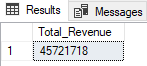 Results Messages
Total_Revenue
1 45721718